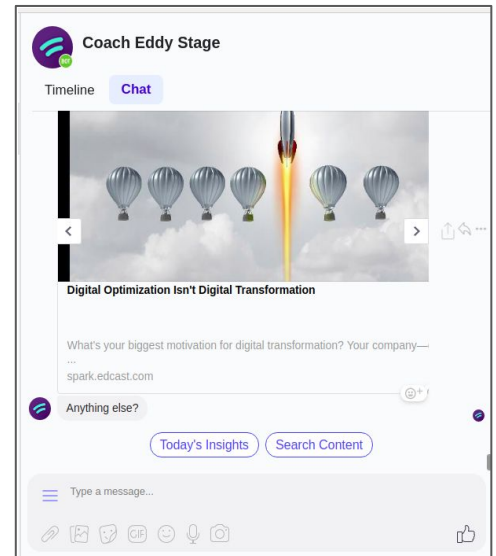 Coach Eddy Stage
Timeline Chat
Digital Optimization Isn't Digital Transformation
What's your biggest motivation for digital transformation? Your company—
...
spark.edcast.com
Anything else?
Today's Insights Search Content
Type a message...
GIF